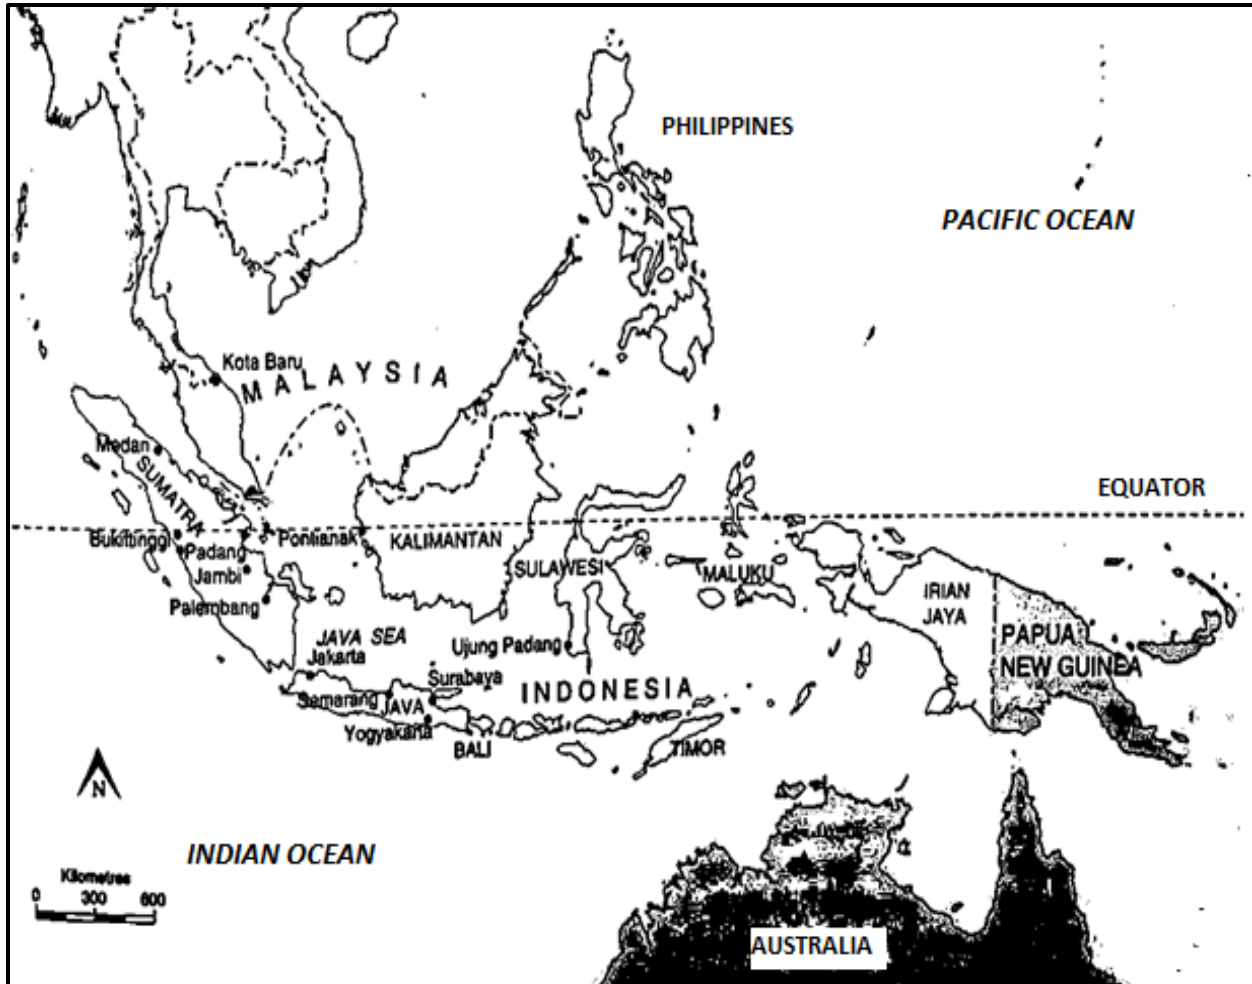 PHILIPPINES
PACIFIC OCEAN
Kota Baru
MALAYSIA
Medan
SUMATRA
EQUATOR
Bukittinggi
Padang
Pontianak
KALIMANTAN
SULAWESI
MALUKU
Jambi
IRIAN
JAYA
Palembang
PAPUA
NEW GUINEA
JAVA SEA
Jakarta
Ujung Padang
Surabaya
INDONESIA
Semarang
JAVA
Yogyakarta
BALI
TIMOR
N
INDIAN OCEAN
Kilometres
0 300 600
AUSTRALIA